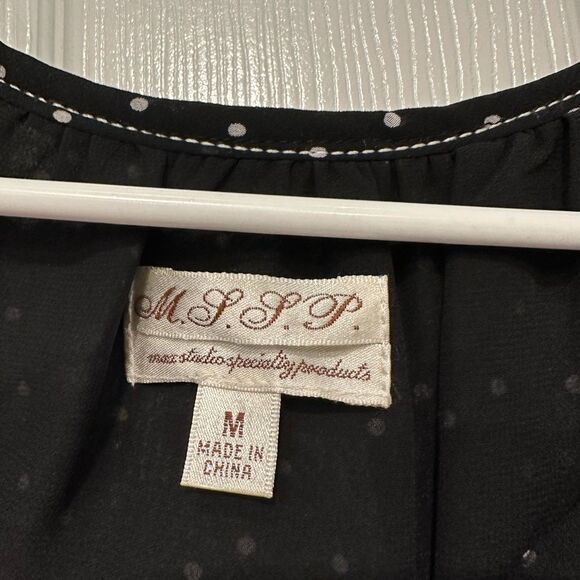 M.S.S.P.
max studio specialty products
M
MADE IN
CHINA